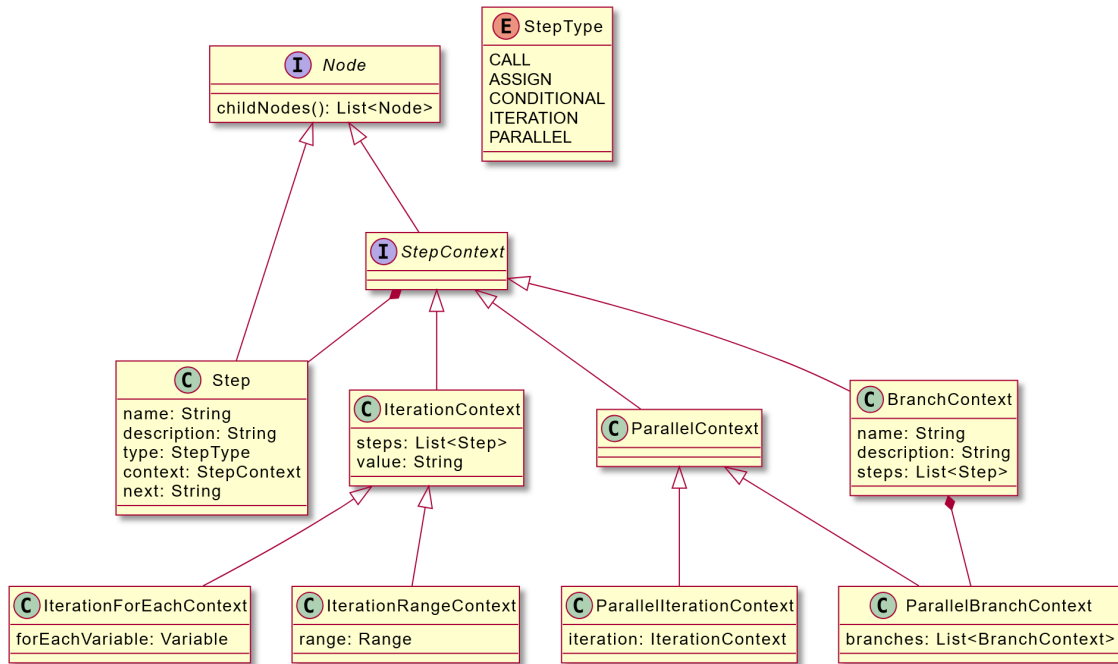 I Node
childNodes(): List<Node>
E StepType
CALL
ASSIGN
CONDITIONAL
ITERATION
PARALLEL
I StepContext
C Step
name: String
description: String
type: StepType
context: StepContext
next: String
C IterationContext
steps: List<Step>
value: String
C ParallelContext
C BranchContext
name: String
description: String
steps: List<Step>
C IterationForEachContext
forEachVariable: Variable
C IterationRangeContext
range: Range
C ParallelIterationContext
iteration: IterationContext
C ParallelBranchContext
branches: List<BranchContext>